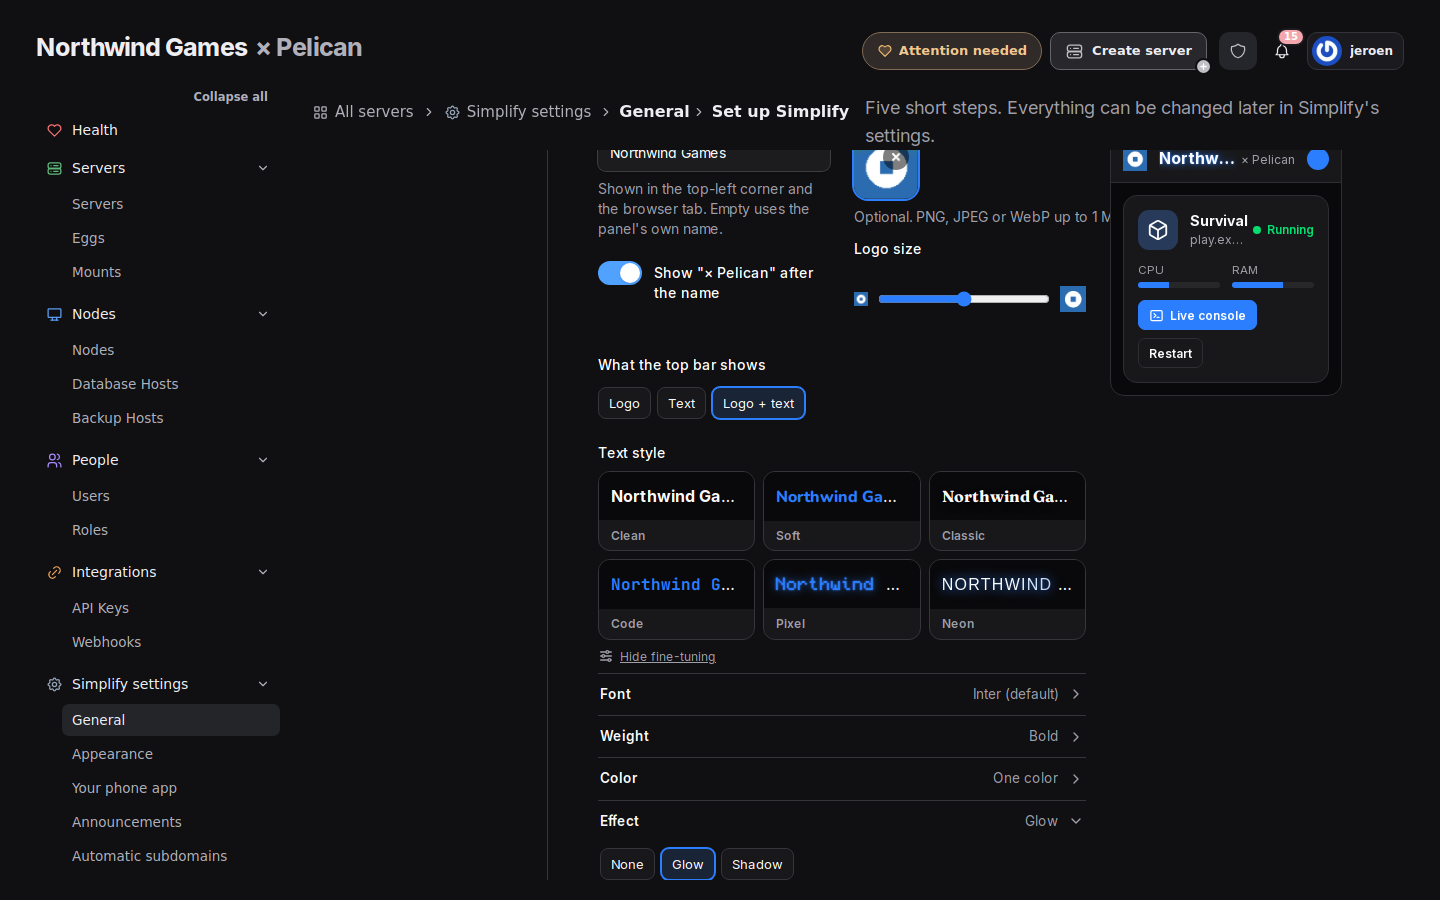 Northwind Games × Pelican
Attention needed
Create server
15
jeroen
Collapse all
All servers
Simplify settings
General
Set up Simplify
Five short steps. Everything can be changed later in Simplify's
settings.
Health
Servers
Servers
Eggs
Mounts
Nodes
Nodes
Database Hosts
Backup Hosts
People
Users
Roles
Integrations
API Keys
Webhooks
Simplify settings
General
Appearance
Your phone app
Announcements
Automatic subdomains
Northwind Games
Shown in the top-left corner and
the browser tab. Empty uses the
panel's own name.
Show "× Pelican" after
the name
Optional. PNG, JPEG or WebP up to 1 M
Logo size
What the top bar shows
Logo
Text
Logo + text
Text style
Northwind Ga...
Clean
Northwind Ga...
Soft
Northwind Ga...
Classic
Northwind G...
Code
Northwind ...
Pixel
NORTHWIND ...
Neon
Hide fine-tuning
Font
Inter (default)
Weight
Bold
Color
One color
Effect
Glow
None
Glow
Shadow
Northw... × Pelican
Survival
play.ex...
Running
CPU
RAM
Live console
Restart